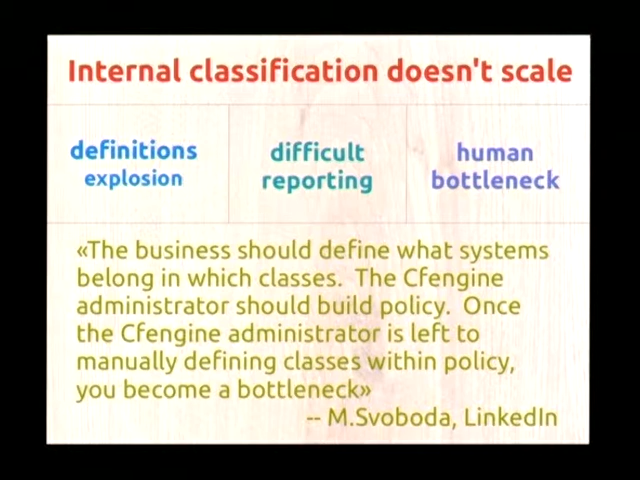 Internal classification doesn't scale
definitions
explosion
difficult
reporting
human
bottleneck
«The business should define what systems
belong in which classes.  The Cfengine
administrator should build policy.  Once
the Cfengine administrator is left to
manually defining classes within policy,
you become a bottleneck»
-- M.Svoboda, LinkedIn